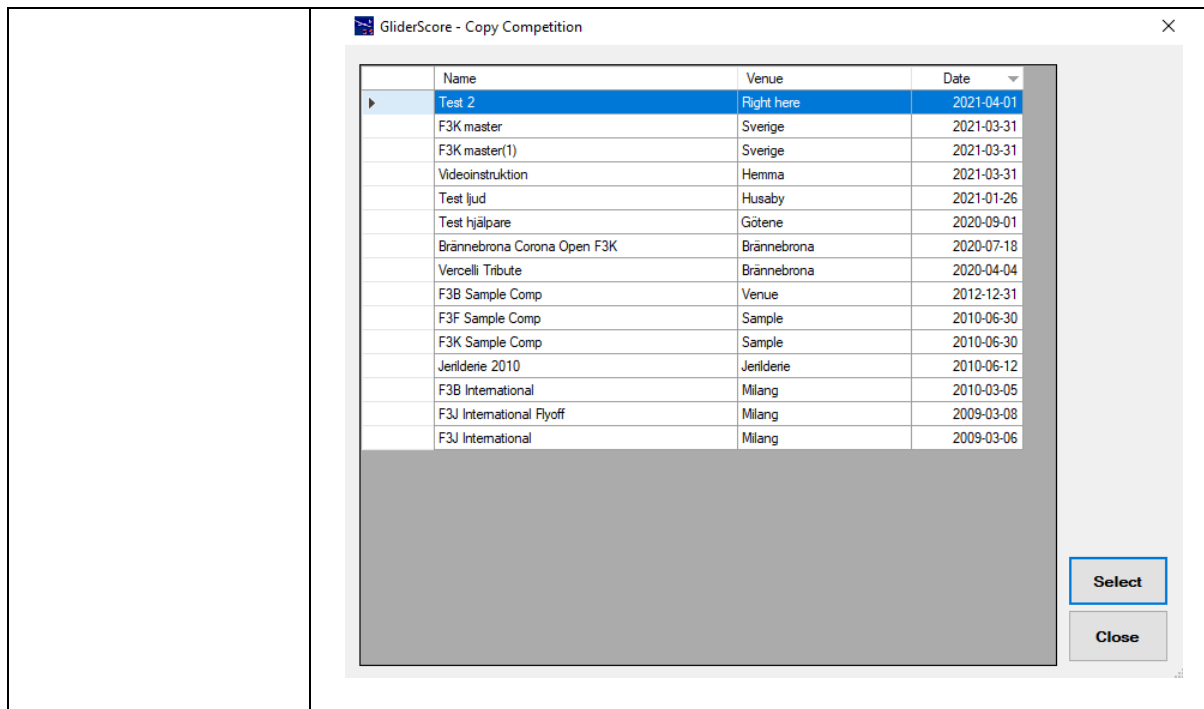 GliderScore - Copy Competition
Name Venue Date
Test 2 Right here 2021-04-01
F3K master Sverige 2021-03-31
F3K master(1) Sverige 2021-03-31
Videoinstruktion Hemma 2021-03-31
Test ljud Husaby 2021-01-26
Test hjälpare Götene 2020-09-01
Brännebrona Corona Open F3K Brännebrona 2020-07-18
Vercelli Tribute Brännebrona 2020-04-04
F3B Sample Comp Venue 2012-12-31
F3F Sample Comp Sample 2010-06-30
F3K Sample Comp Sample 2010-06-30
Jerilderie 2010 Jerilderie 2010-06-12
F3B International Milang 2010-03-05
F3J International Flyoff Milang 2009-03-08
F3J International Milang 2009-03-06
Select
Close